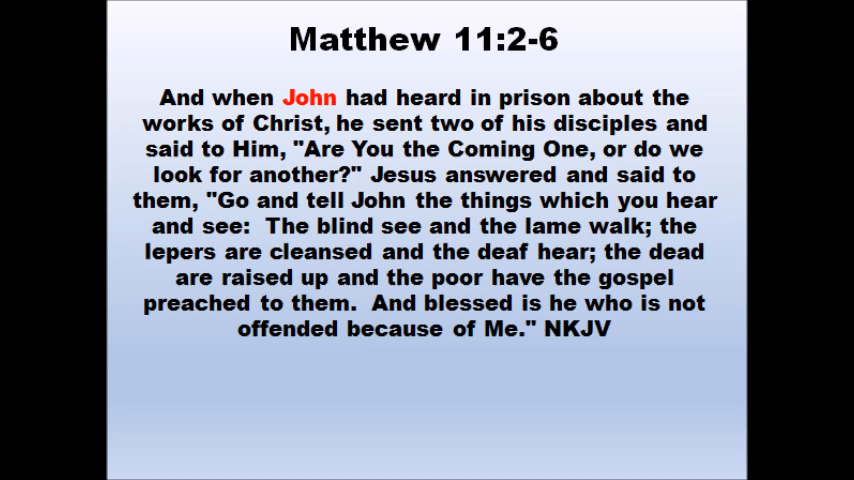 Matthew 11:2-6
And when John had heard in prison about the
works of Christ, he sent two of his disciples and
said to Him, "Are You the Coming One, or do we
look for another?" Jesus answered and said to
them, "Go and tell John the things which you hear
and see:  The blind see and the lame walk; the
lepers are cleansed and the deaf hear; the dead
are raised up and the poor have the gospel
preached to them.  And blessed is he who is not
offended because of Me." NKJV